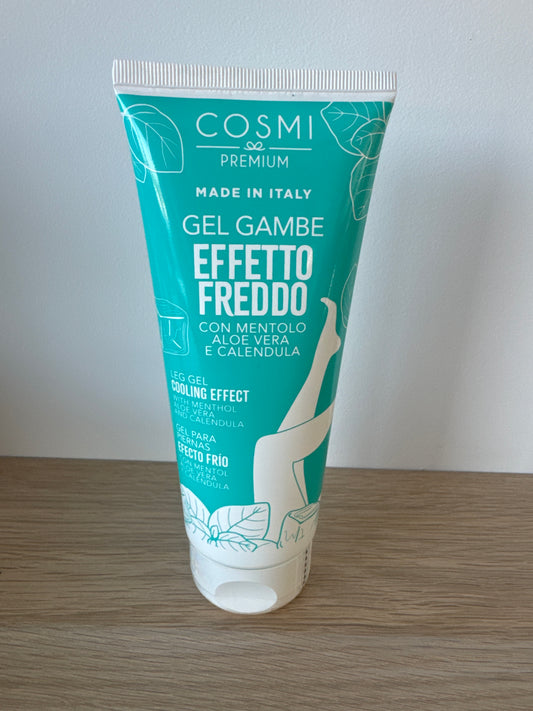 COSMI
PREMIUM
MADE IN ITALY
GEL GAMBE
EFFETTO
FREDDO
CON MENTOLO
ALOE VERA
E CALENDULA
LEG GEL
COOLING EFFECT
WITH MENTHOL
ALOE VERA
AND CALENDULA
GEL PARA
PIERNAS
EFECTO FRÍO
CON MENTOL
ALOE VERA
Y CALÉNDULA